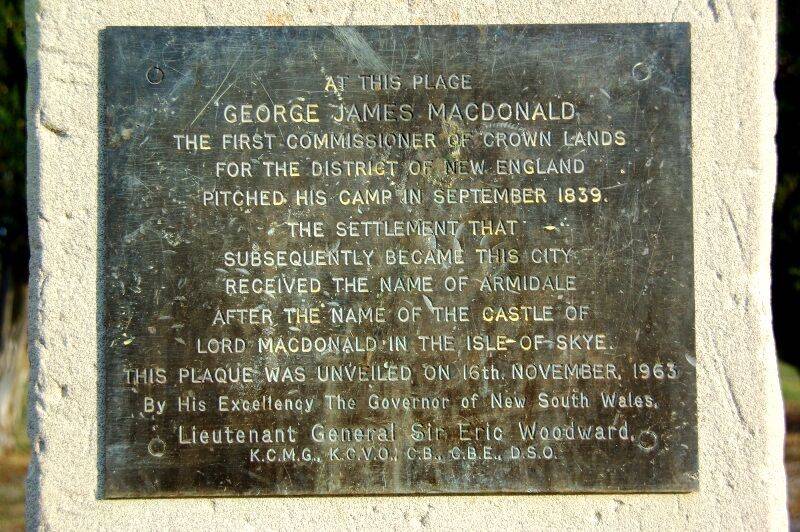 AT THIS PLACE
GEORGE JAMES MACDONALD
THE FIRST COMMISSIONER OF CROWN LANDS
FOR THE DISTRICT OF NEW ENGLAND
PITCHED HIS CAMP IN SEPTEMBER 1839.
THE SETTLEMENT THAT
SUBSEQUENTLY BECAME THIS CITY
RECEIVED THE NAME OF ARMIDALE
AFTER THE NAME OF THE CASTLE OF
LORD MACDONALD IN THE ISLE OF SKYE.
THIS PLAQUE WAS UNVEILED ON 16th. NOVEMBER, 1963
By His Excellency The Governor of New South Wales,
Lieutenant General Sir Eric Woodward,
K.C.M.G., K.C.V.O., C.B., C.B.E., D.S.O.